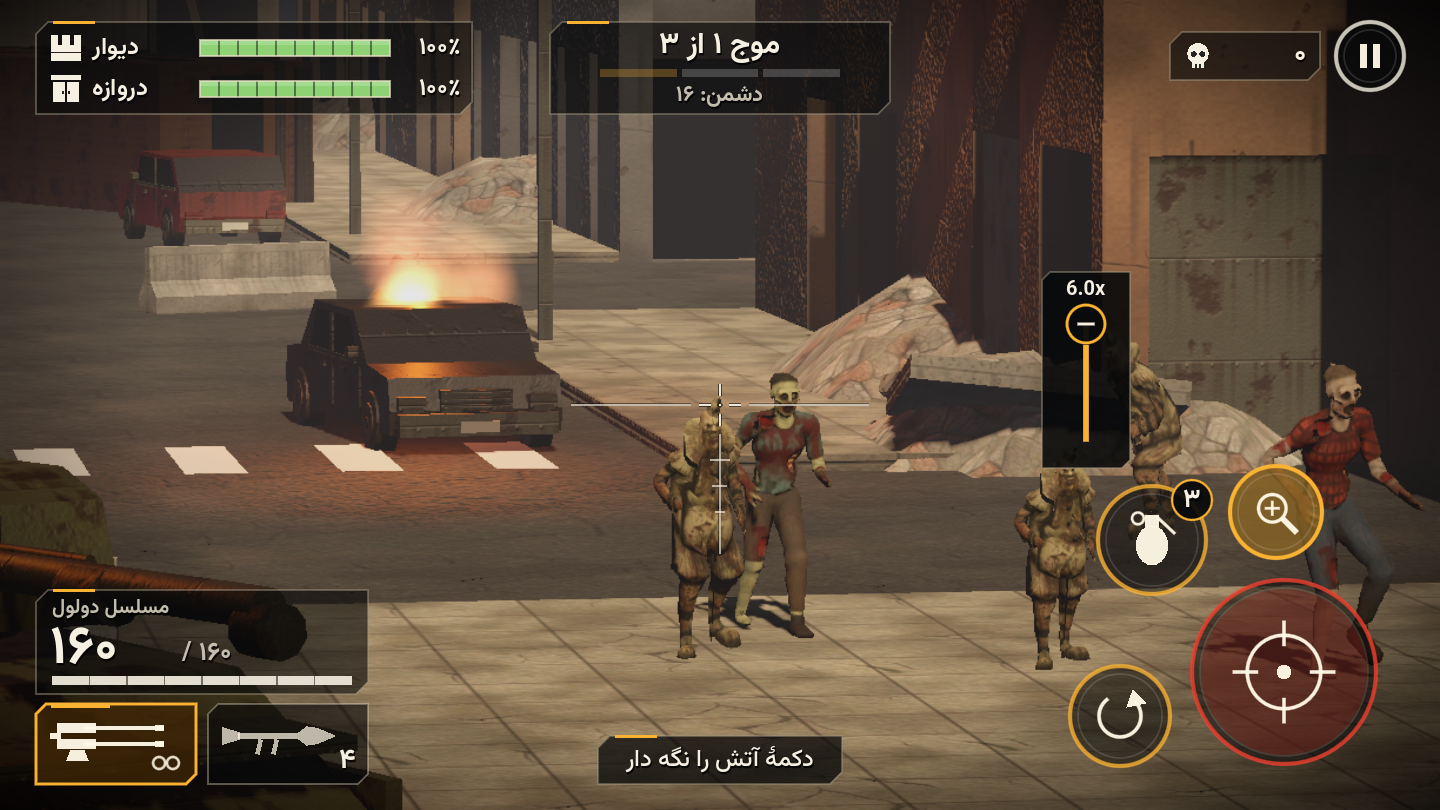 دیوار ۱۰۰٪
دروازه ۱۰۰٪
موج ۱ از ۳
دشمن: ۱۶
۰
6.0x
۳
مسلسل دولول
۱۶۰ / ۱۶۰
∞
۴
دکمهٔ آتش را نگه دار